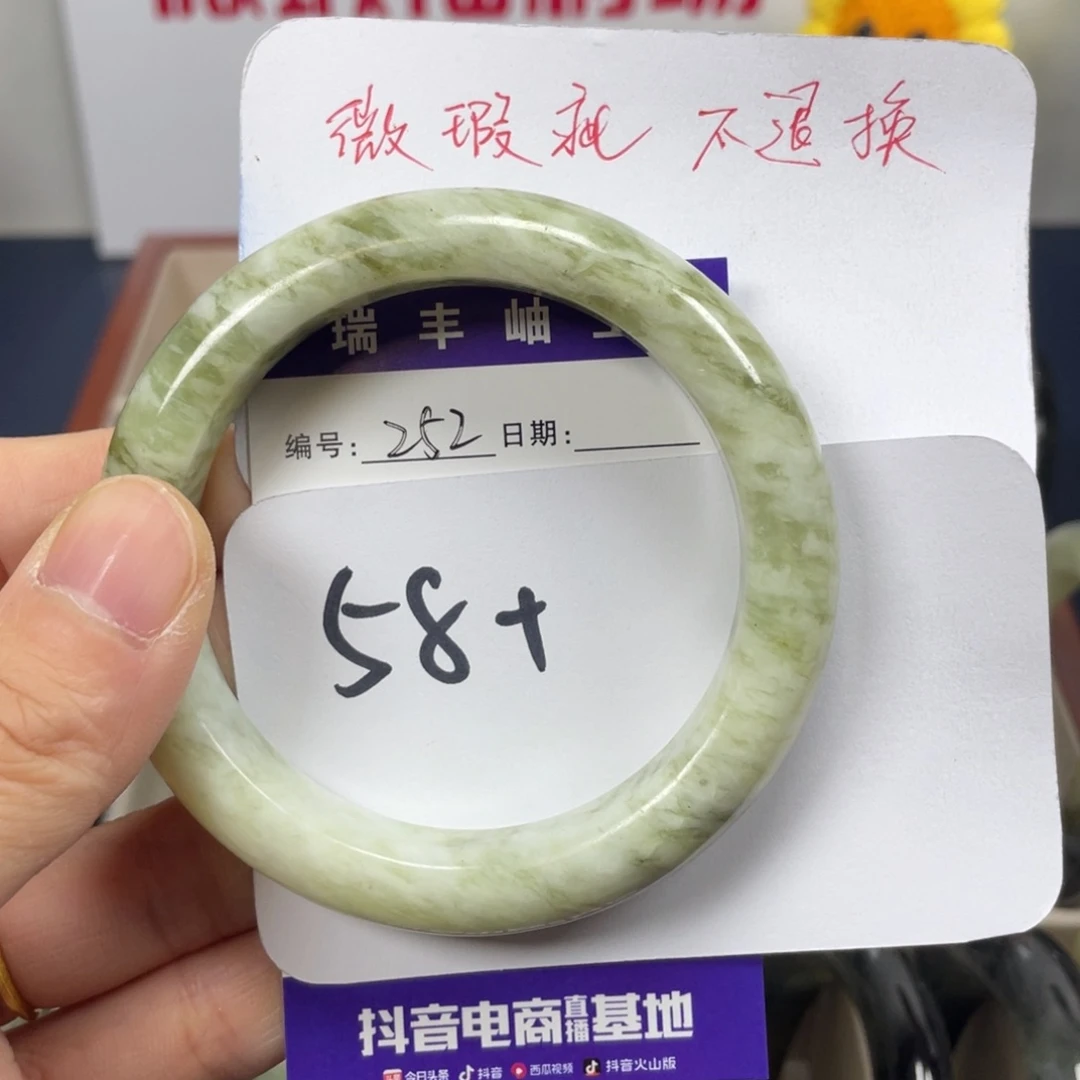 微瑕疵 不退换
瑞丰岫
编号: 252 日期:
58+
抖音电商直播基地
今日头条 抖音 西瓜视频 抖音火山版